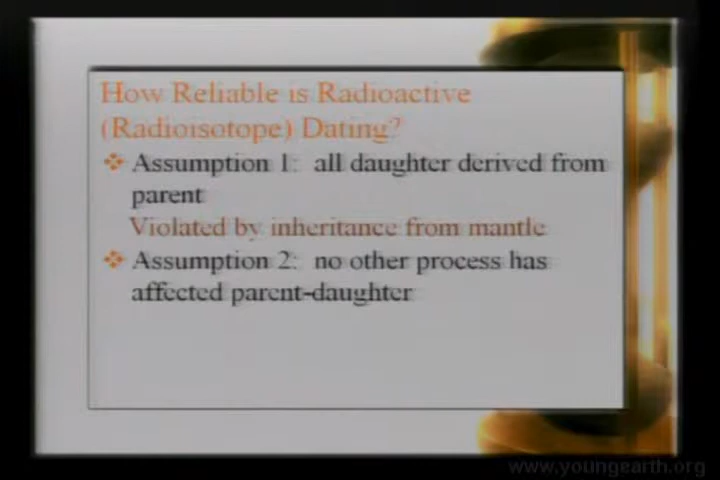 How Reliable is Radioactive
(Radioisotope) Dating?
Assumption 1: all daughter derived from
parent
Violated by inheritance from mantle
Assumption 2: no other process has
affected parent-daughter
www.youngearth.org